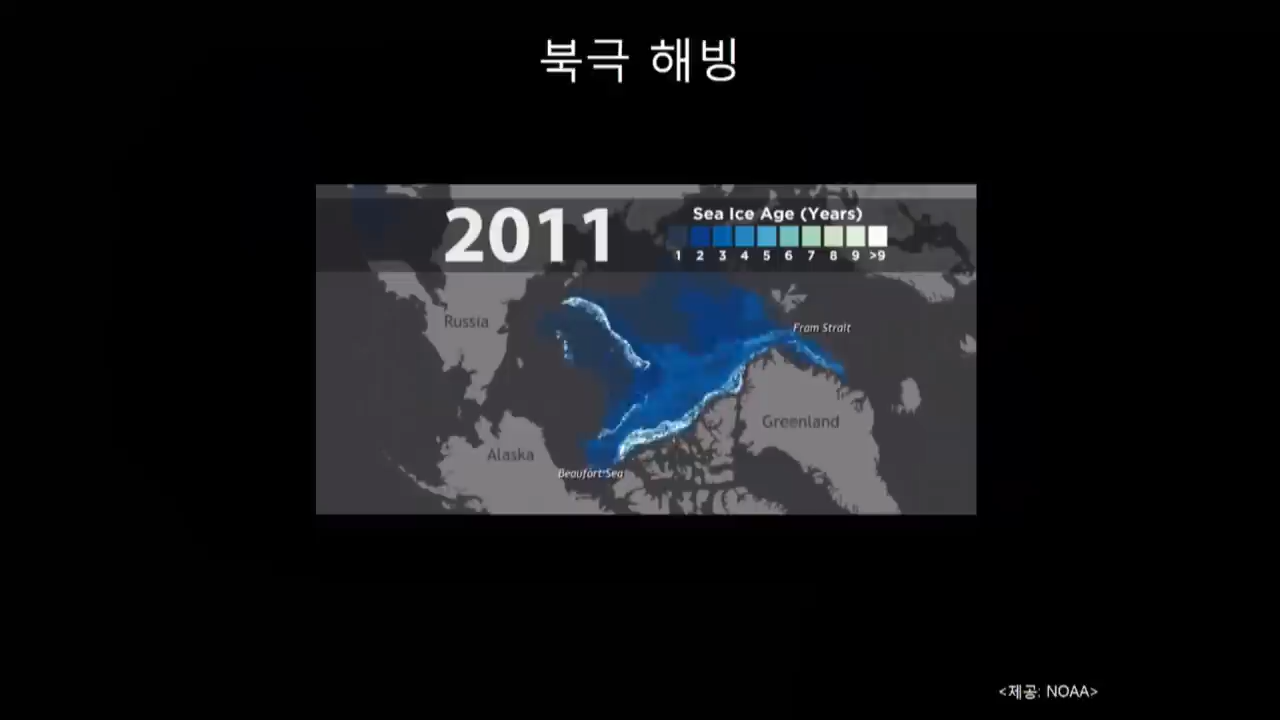 북극 해빙
2011
Sea Ice Age (Years)
1 2 3 4 5 6 7 8 9 >9
Russia
Fram Strait
Greenland
Alaska
Beaufort Sea
<제공: NOAA>